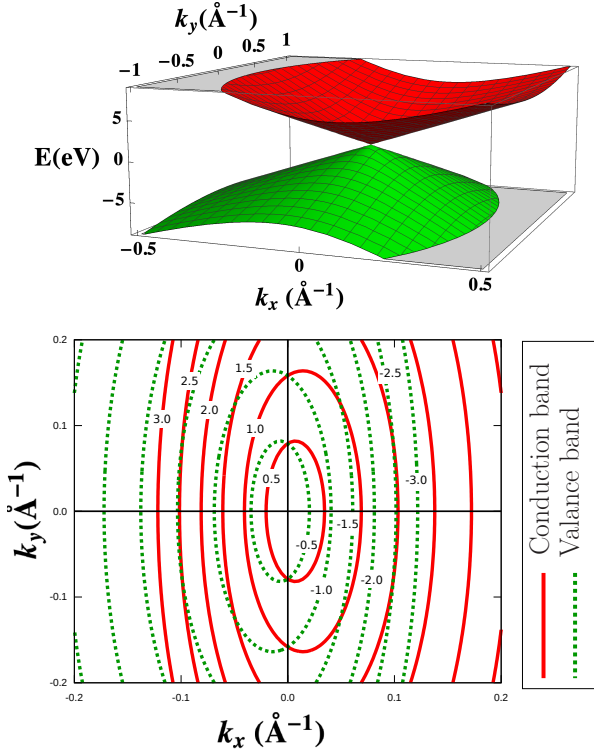 k_y (Å⁻¹)
−1 −0.5 0 0.5 1
5
E(eV) 0
−5
−0.5 0 0.5
k_x (Å⁻¹)
0.2
2.5 1.5 -2.5
3.0 2.0
0.1 1.0
0.5 -3.0
k_y(Å⁻¹) 0.0
-1.5
-0.5
-1.0 -2.0
-0.1
-0.2
-0.2 -0.1 0.0 0.1 0.2
k_x (Å⁻¹)
Conduction band
Valance band